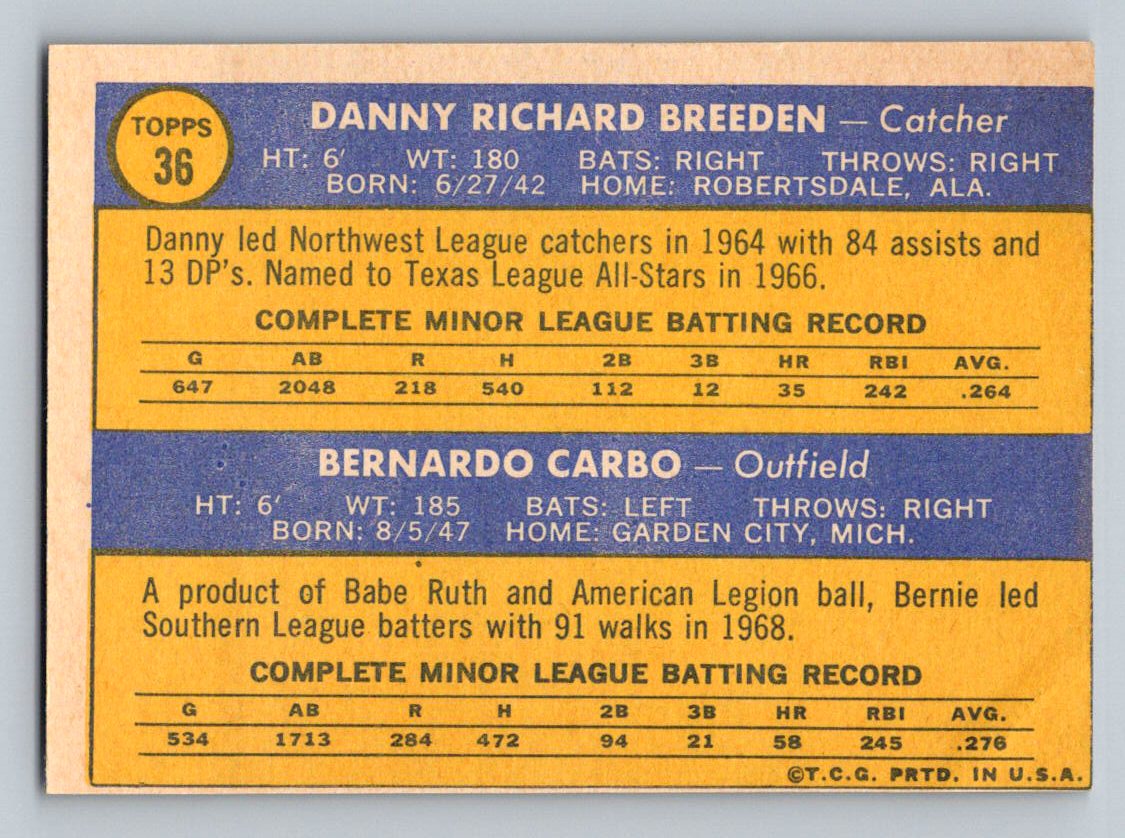 TOPPS
36
DANNY RICHARD BREEDEN — Catcher
HT: 6' WT: 180 BATS: RIGHT THROWS: RIGHT
BORN: 6/27/42 HOME: ROBERTSDALE, ALA.
Danny led Northwest League catchers in 1964 with 84 assists and
13 DP's. Named to Texas League All-Stars in 1966.
COMPLETE MINOR LEAGUE BATTING RECORD
G AB R H 2B 3B HR RBI AVG.
647 2048 218 540 112 12 35 242 .264
BERNARDO CARBO — Outfield
HT: 6' WT: 185 BATS: LEFT THROWS: RIGHT
BORN: 8/5/47 HOME: GARDEN CITY, MICH.
A product of Babe Ruth and American Legion ball, Bernie led
Southern League batters with 91 walks in 1968.
COMPLETE MINOR LEAGUE BATTING RECORD
G AB R H 2B 3B HR RBI AVG.
534 1713 284 472 94 21 58 245 .276
©T.C.G. PRTD. IN U.S.A.